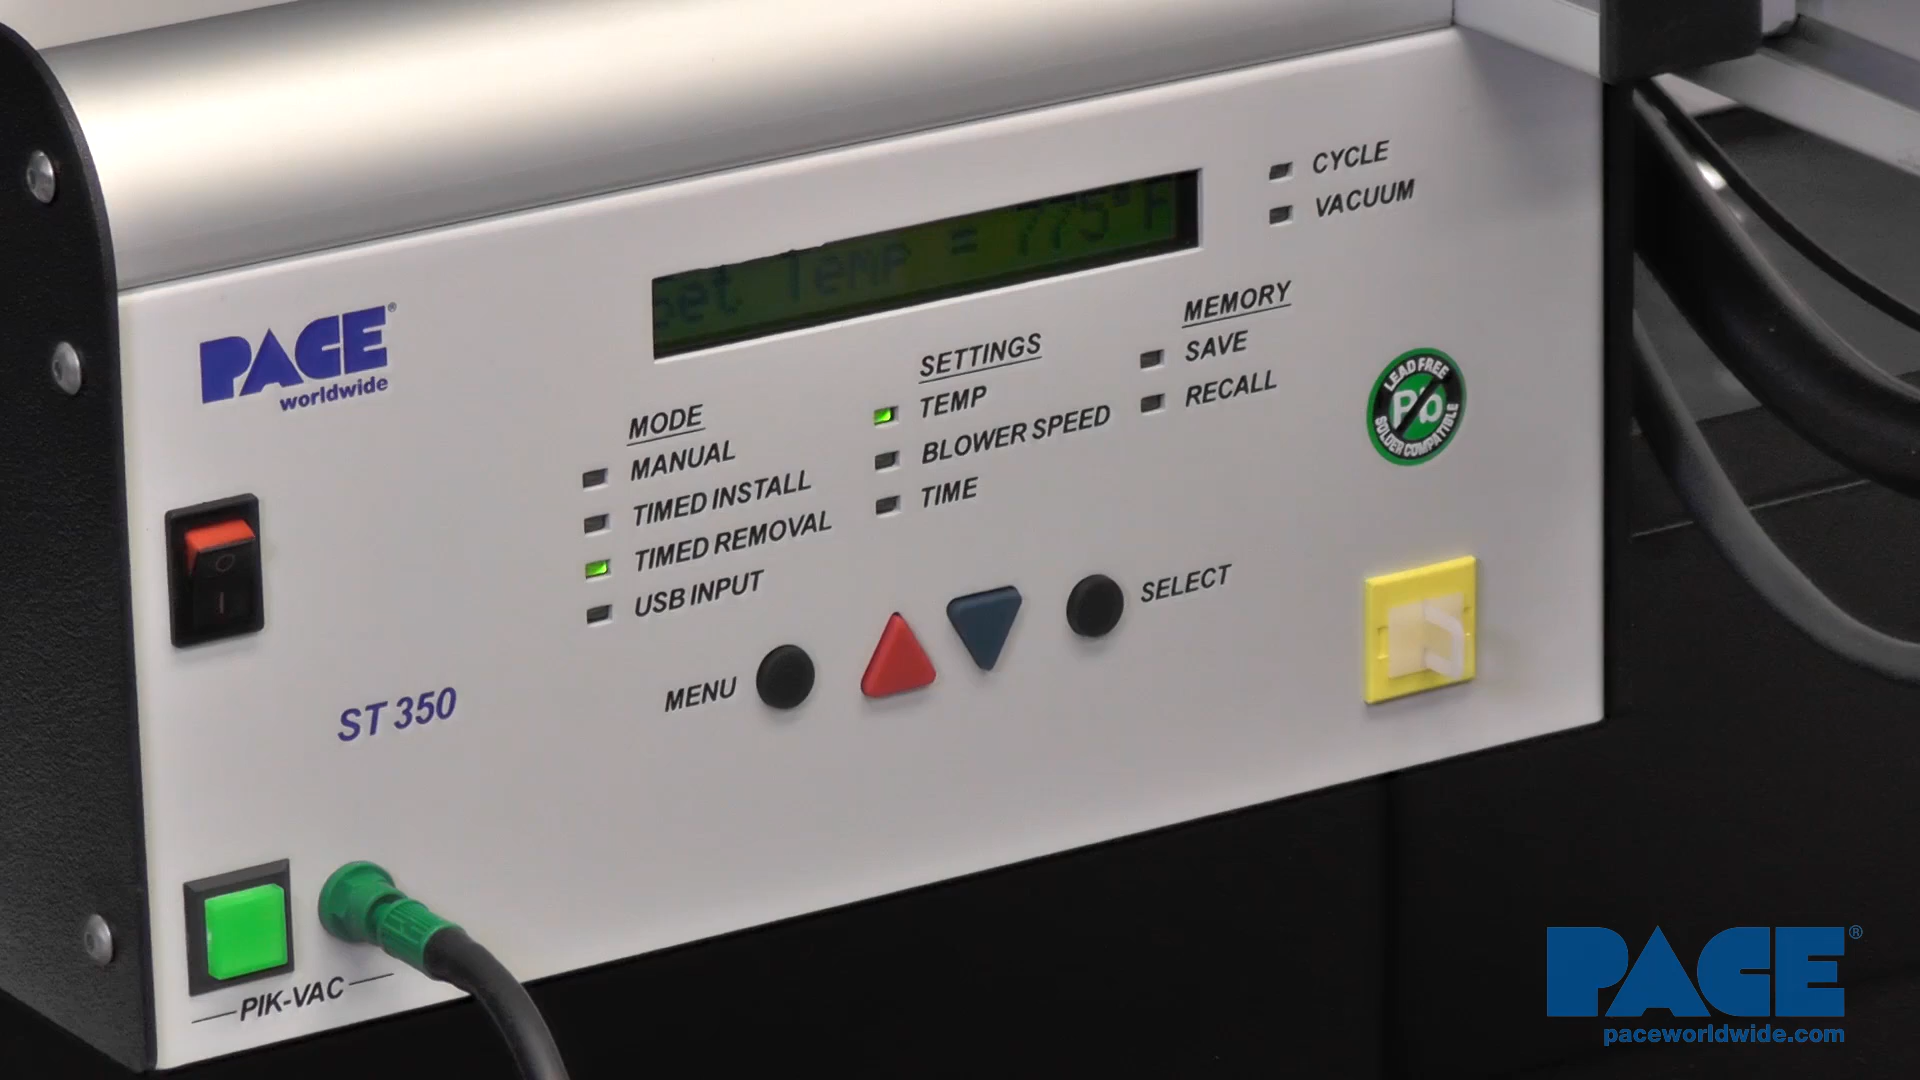 CYCLE
VACUUM
Set Temp = 775°F
PACE®
worldwide
MODE
MANUAL
TIMED INSTALL
TIMED REMOVAL
USB INPUT
SETTINGS
TEMP
BLOWER SPEED
TIME
MEMORY
SAVE
RECALL
LEAD FREE
Pb
SOLDER COMPATIBLE
MENU
SELECT
ST 350
PIK-VAC
PACE®
paceworldwide.com